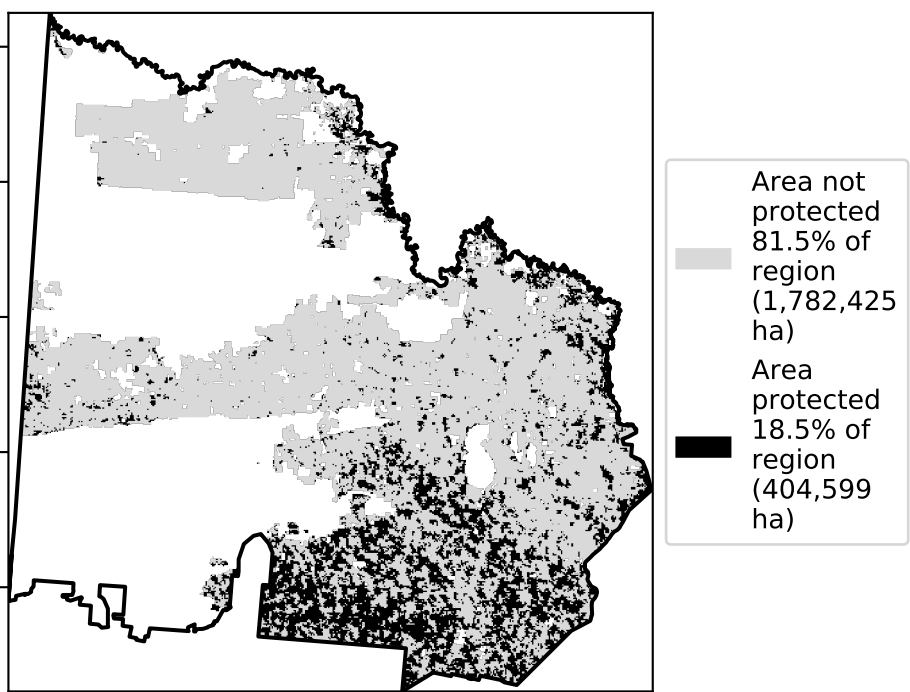 Area not
protected
81.5% of
region
(1,782,425
ha)
Area
protected
18.5% of
region
(404,599
ha)